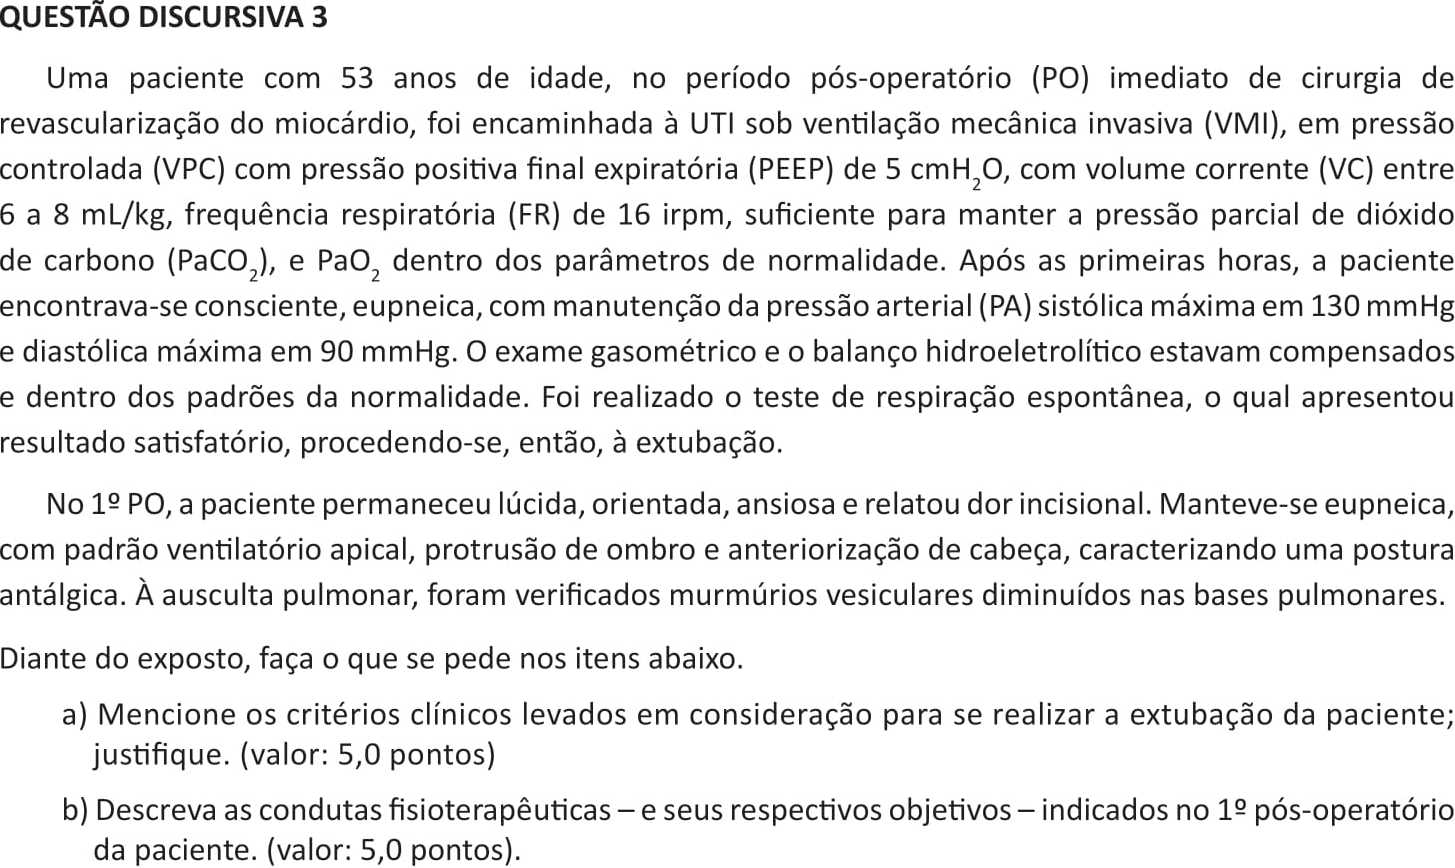 QUESTÃO DISCURSIVA 3
Uma paciente com 53 anos de idade, no período pós-operatório (PO) imediato de cirurgia de
revascularização do miocárdio, foi encaminhada à UTI sob ventilação mecânica invasiva (VMI), em pressão
controlada (VPC) com pressão positiva final expiratória (PEEP) de 5 cmH₂O, com volume corrente (VC) entre
6 a 8 mL/kg, frequência respiratória (FR) de 16 irpm, suficiente para manter a pressão parcial de dióxido
de carbono (PaCO₂), e PaO₂ dentro dos parâmetros de normalidade. Após as primeiras horas, a paciente
encontrava-se consciente, eupneica, com manutenção da pressão arterial (PA) sistólica máxima em 130 mmHg
e diastólica máxima em 90 mmHg. O exame gasométrico e o balanço hidroeletrolítico estavam compensados
e dentro dos padrões da normalidade. Foi realizado o teste de respiração espontânea, o qual apresentou
resultado satisfatório, procedendo-se, então, à extubação.
No 1º PO, a paciente permaneceu lúcida, orientada, ansiosa e relatou dor incisional. Manteve-se eupneica,
com padrão ventilatório apical, protrusão de ombro e anteriorização de cabeça, caracterizando uma postura
antálgica. À ausculta pulmonar, foram verificados murmúrios vesiculares diminuídos nas bases pulmonares.
Diante do exposto, faça o que se pede nos itens abaixo.
a) Mencione os critérios clínicos levados em consideração para se realizar a extubação da paciente;
justifique. (valor: 5,0 pontos)
b) Descreva as condutas fisioterapêuticas – e seus respectivos objetivos – indicados no 1º pós-operatório
da paciente. (valor: 5,0 pontos).